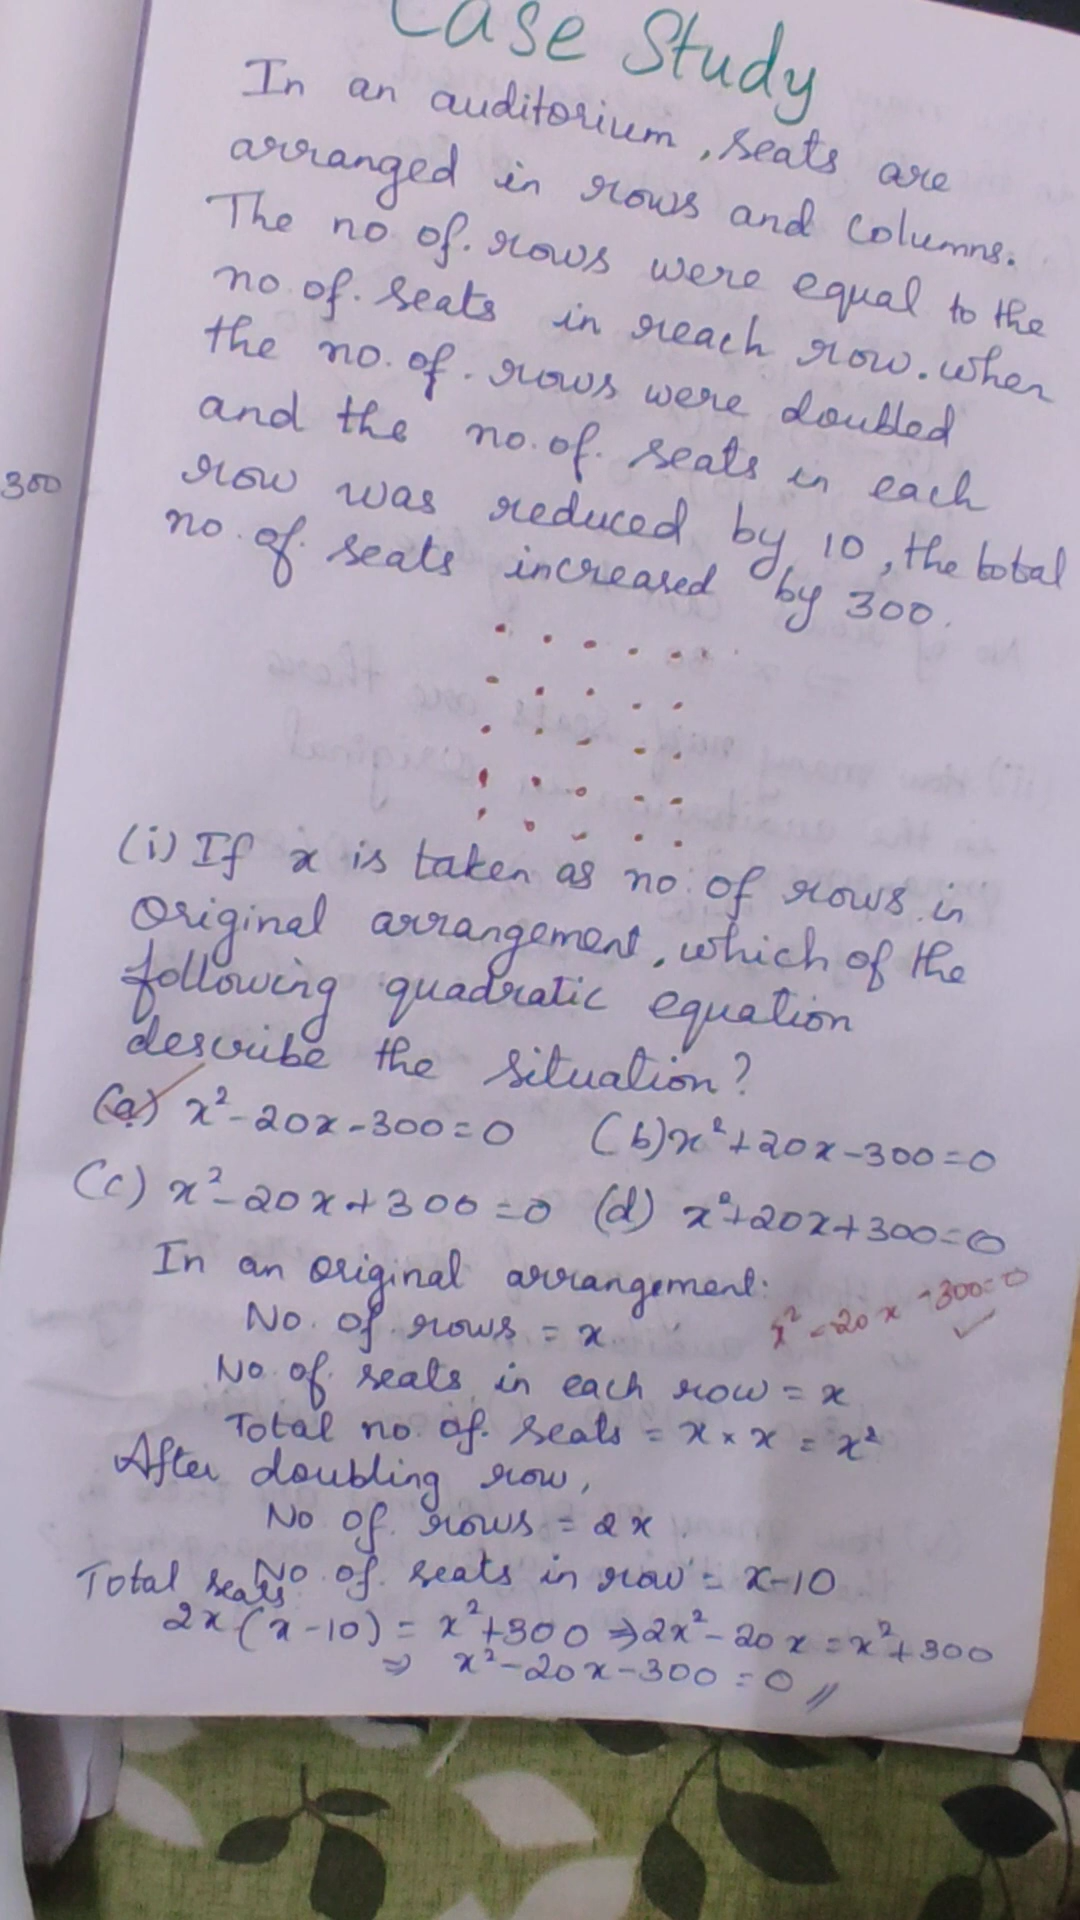 Case Study
In an auditorium, seats are
arranged in rows and columns.
The no of. rows were equal to the
no. of. seats in reach row. when
the no. of. rows were doubled
and the no. of. seats in each
row was reduced by 10, the total
no. of. seats increased by 300.
300
(i) If x is taken as no. of rows in
Original arrangement, which of the
following quadratic equation
describe the situation?
(a) x²-20x-300=0 (b) x²+20x-300=0
(c) x²-20x+300=0 (d) x²+20x+300=0
In an original arrangement:
x²-20x-300=0 ✓
No. of. rows = x
No. of. seats in each row = x
Total no. of. seats = x × x = x²
After doubling row,
No of. rows = 2x
No. of. seats in row = x-10
Total seats
2x(x-10) = x²+300 ⇒ 2x²-20x = x²+300
⇒ x²-20x-300=0 //